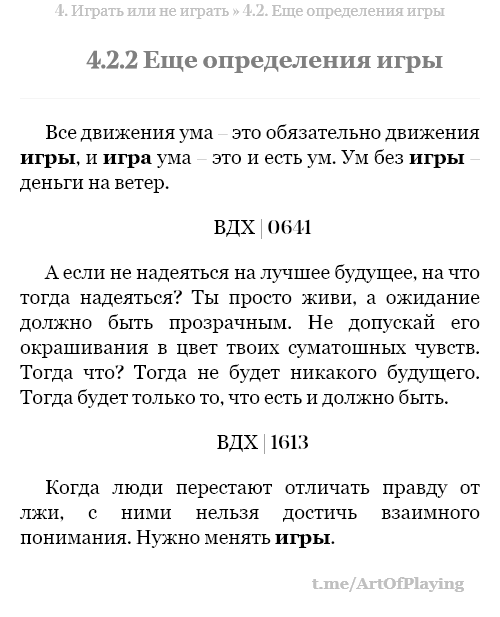 4. Играть или не играть » 4.2. Еще определения игры
4.2.2 Еще определения игры
Все движения ума – это обязательно движения
игры, и игра ума – это и есть ум. Ум без игры –
деньги на ветер.
ВДХ | 0641
А если не надеяться на лучшее будущее, на что
тогда надеяться? Ты просто живи, а ожидание
должно быть прозрачным. Не допускай его
окрашивания в цвет твоих суматошных чувств.
Тогда что? Тогда не будет никакого будущего.
Тогда будет только то, что есть и должно быть.
ВДХ | 1613
Когда люди перестают отличать правду от
лжи, с ними нельзя достичь взаимного
понимания. Нужно менять игры.
t.me/ArtOfPlaying